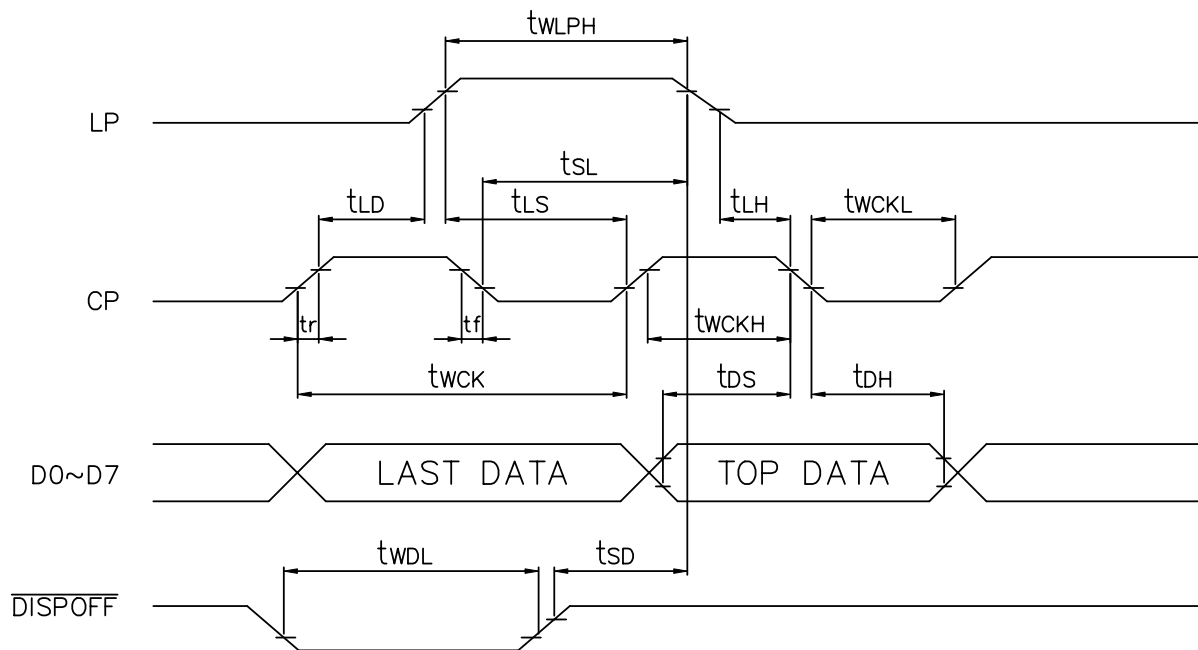 tWLPH
LP
tSL
tLD
tLS
tLH
tWCKL
CP
tr
tf
tWCKH
tWCK
tDS
tDH
D0~D7
LAST DATA
TOP DATA
tWDL
tSD
DISPOFF